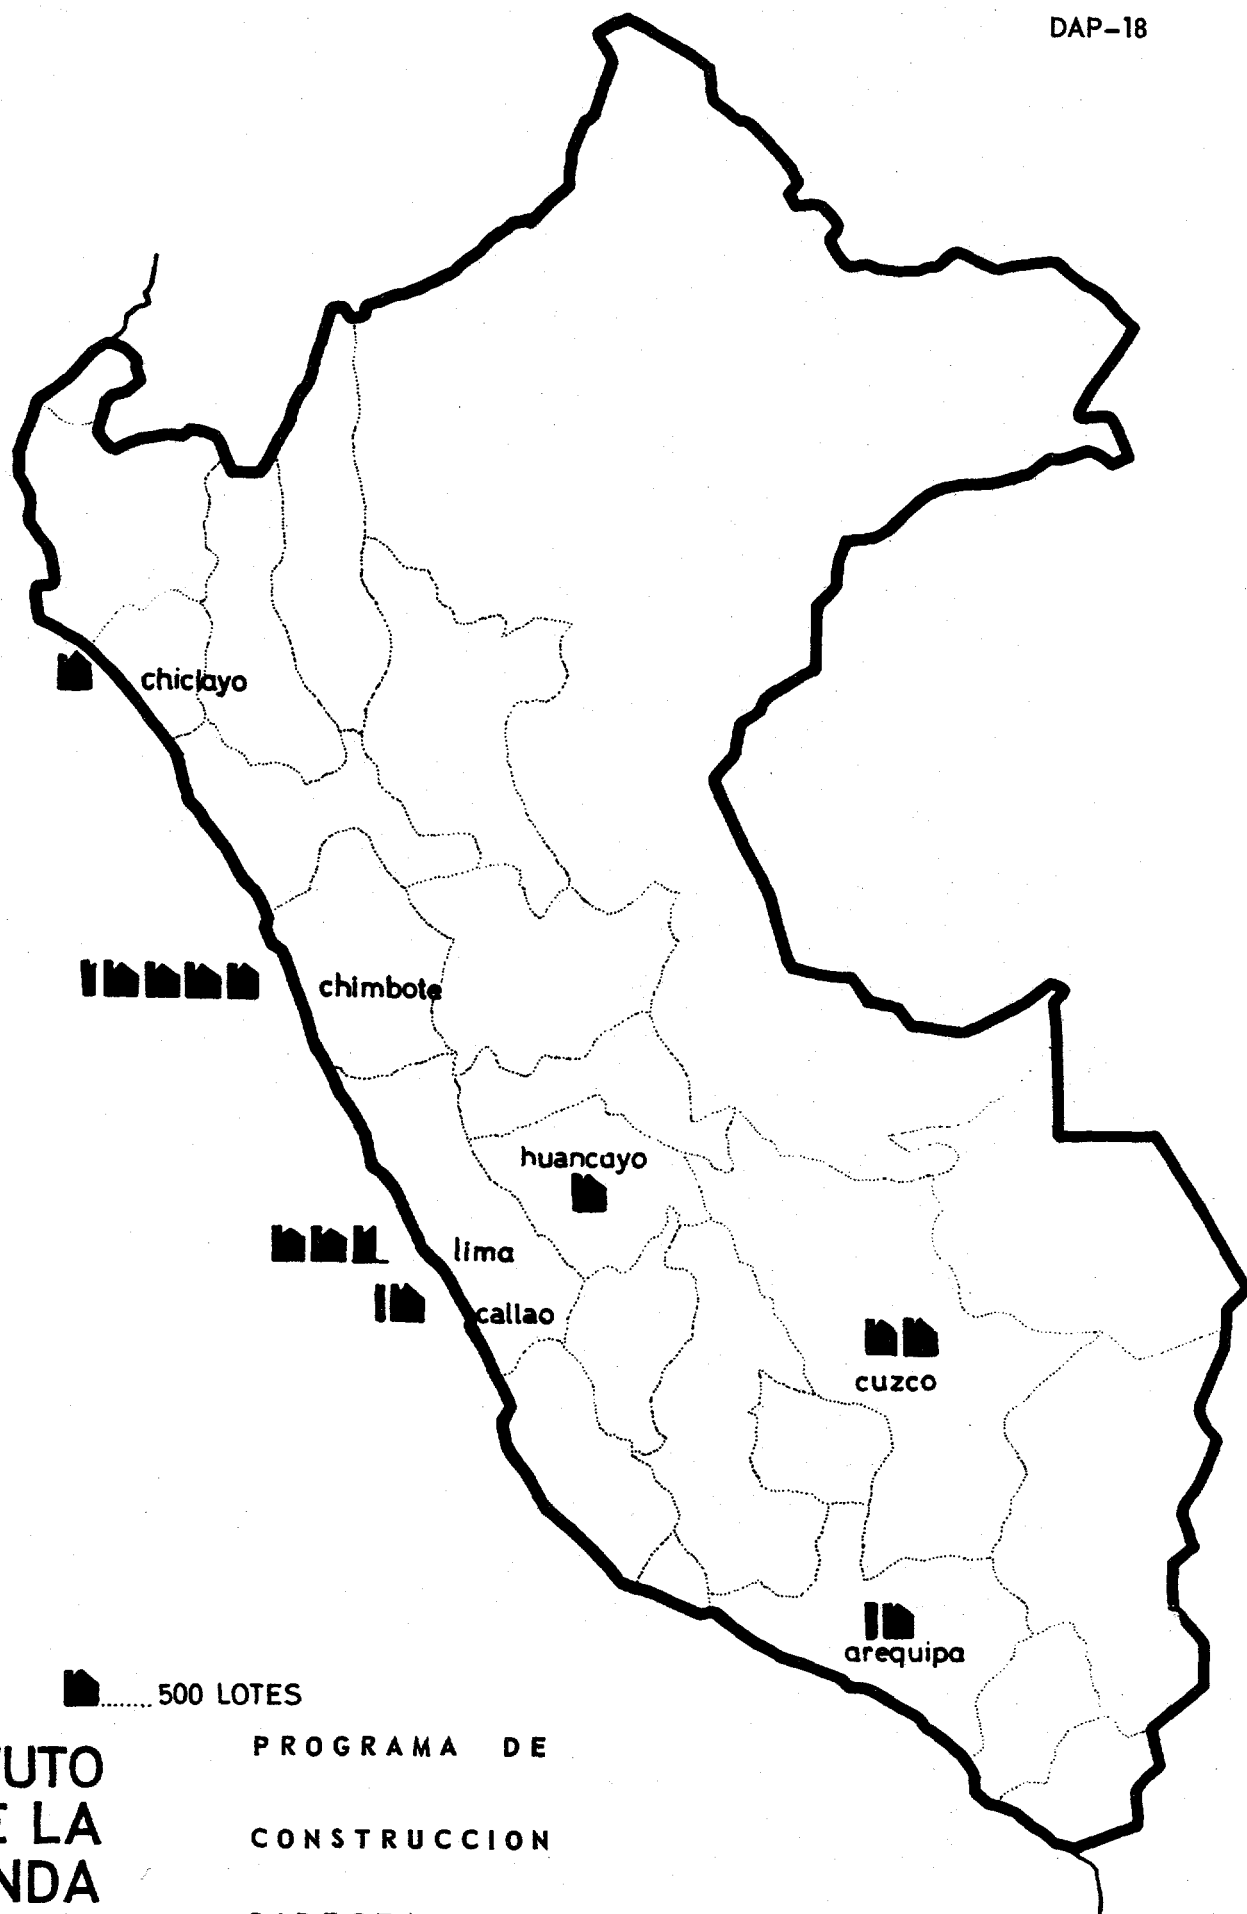 DAP-18
chiclayo
chimbote
huancayo
lima
callao
cuzco
arequipa
........ 500 LOTES
PROGRAMA DE
CONSTRUCCION
UTO
LA
NDA